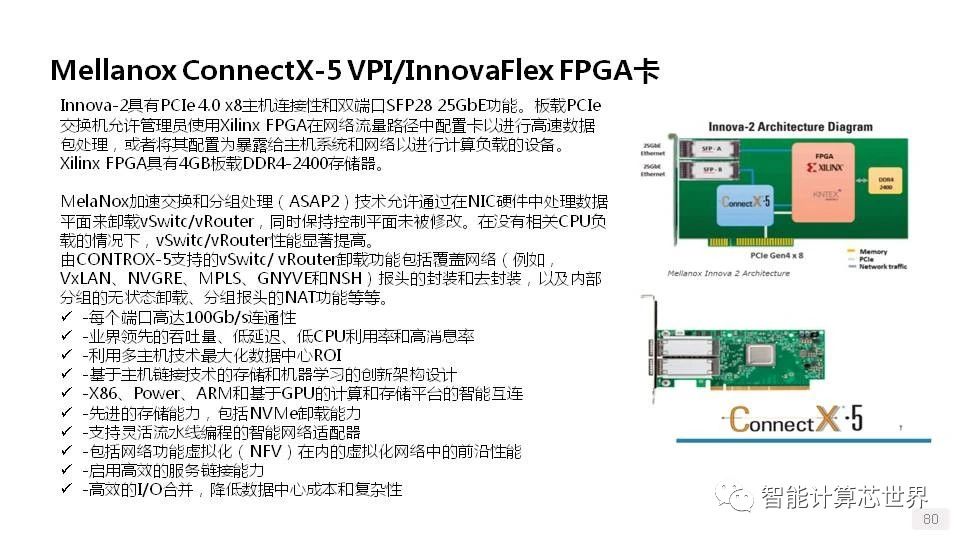 Mellanox ConnectX-5 VPI/InnovaFlex FPGA卡
Innova-2具有PCIe 4.0 x8主机连接性和双端口SFP28 25GbE功能。板载PCIe
交换机允许管理员使用Xilinx FPGA在网络流量路径中配置卡以进行高速数据
包处理，或者将其配置为暴露给主机系统和网络以进行计算负载的设备。
Xilinx FPGA具有4GB板载DDR4-2400存储器。
MelaNox加速交换和分组处理（ASAP2）技术允许通过在NIC硬件中处理数据
平面来卸载vSwitc/vRouter，同时保持控制平面未被修改。在没有相关CPU负
载的情况下，vSwitc/vRouter性能显著提高。
由CONTROX-5支持的vSwitc/ vRouter卸载功能包括覆盖网络（例如，
VxLAN、NVGRE、MPLS、GNYVE和NSH）报头的封装和去封装，以及内部
分组的无状态卸载、分组报头的NAT功能等等。
✓ -每个端口高达100Gb/s连通性
✓ -业界领先的吞吐量、低延迟、低CPU利用率和高消息率
✓ -利用多主机技术最大化数据中心ROI
✓ -基于主机链接技术的存储和机器学习的创新架构设计
✓ -X86、Power、ARM和基于GPU的计算和存储平台的智能互连
✓ -先进的存储能力，包括NVMe卸载能力
✓ -支持灵活流水线编程的智能网络适配器
✓ -包括网络功能虚拟化（NFV）在内的虚拟化网络中的前沿性能
✓ -启用高效的服务链接能力
✓ -高效的I/O合并，降低数据中心成本和复杂性
Innova-2 Architecture Diagram
25GbE
Ethernet
SFP - A
25GbE
Ethernet
SFP - B
ConnectX-5
FPGA
XILINX
KINTEX
DDR4
2400
PCIe Gen4 x 8
Memory
PCIe
Network traffic
Mellanox Innova 2 Architecture
ConnectX-5
智能计算芯世界
80